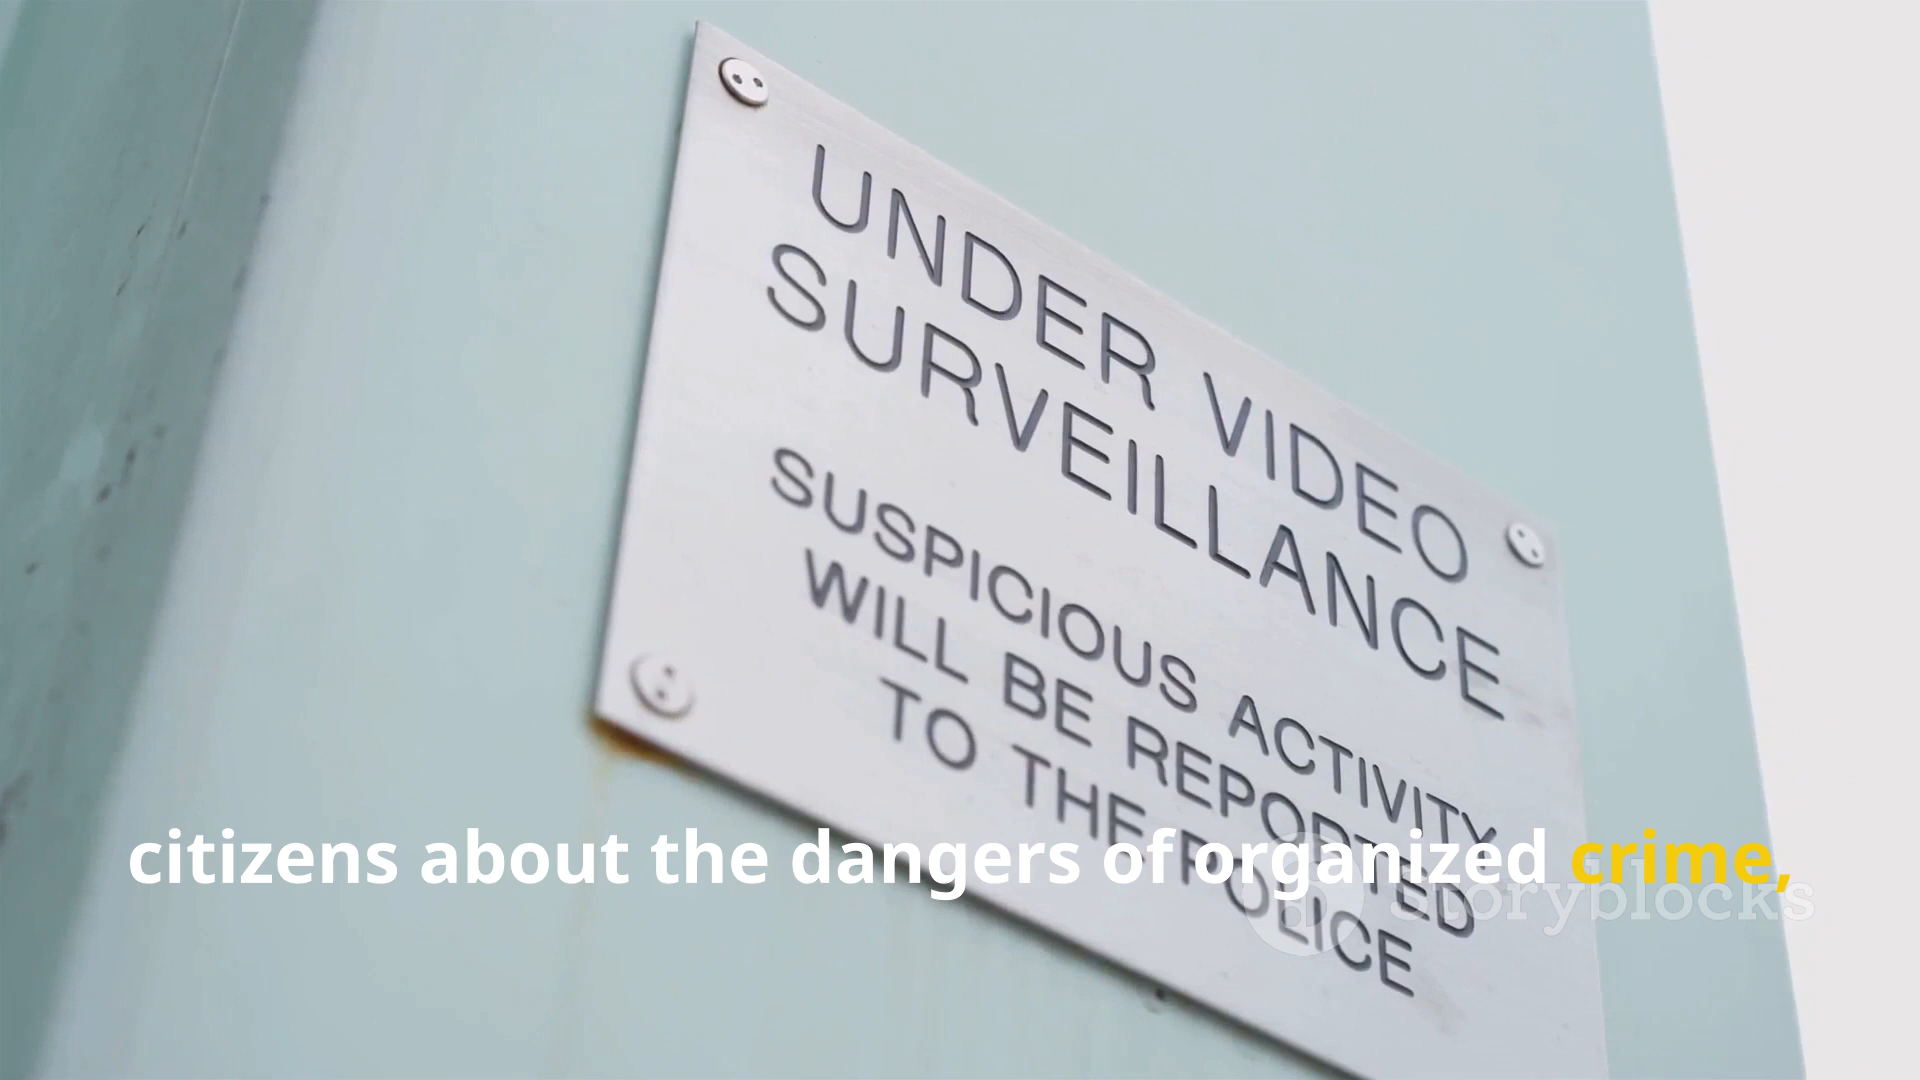 UNDER VIDEO
SURVEILLANCE
SUSPICIOUS ACTIVITY
WILL BE REPORTED
TO THE POLICE
citizens about the dangers of organized crime,
storyblocks